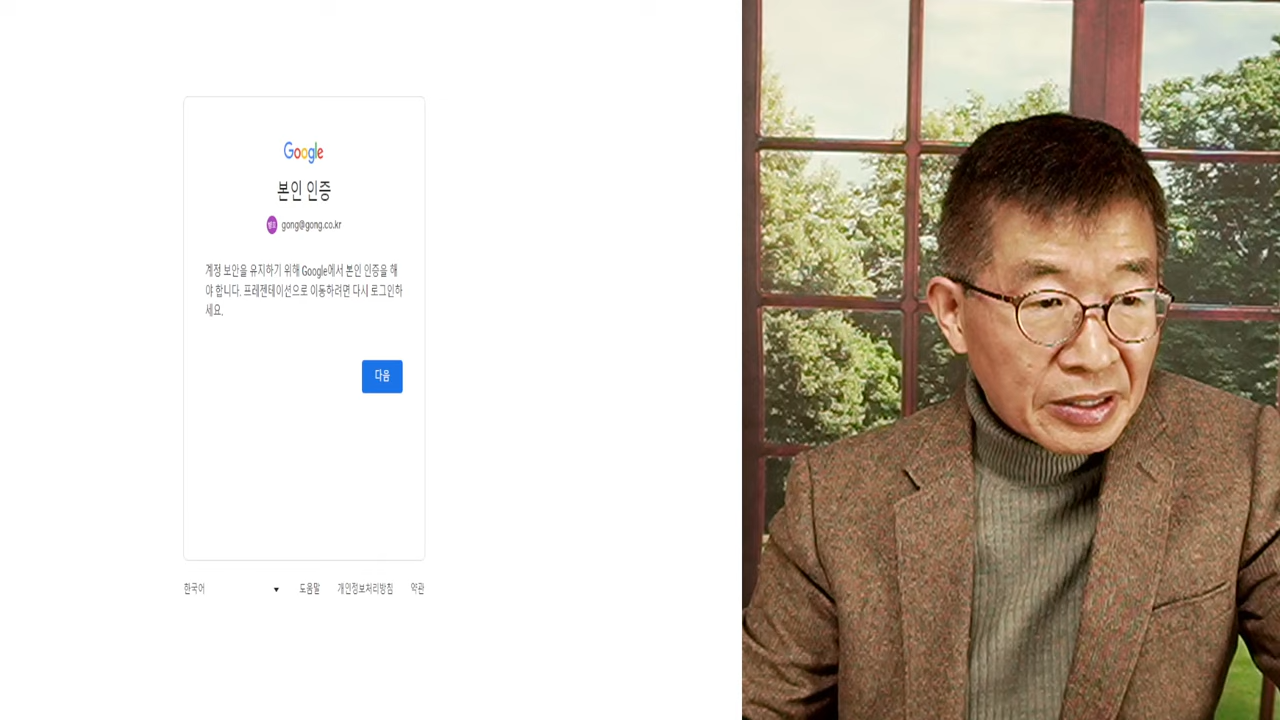 Google
본인 인증
gong@gong.co.kr
계정 보안을 유지하기 위해 Google에서 본인 인증을 해
야 합니다. 프레젠테이션으로 이동하려면 다시 로그인하
세요.
다음
한국어 도움말 개인정보처리방침 약관